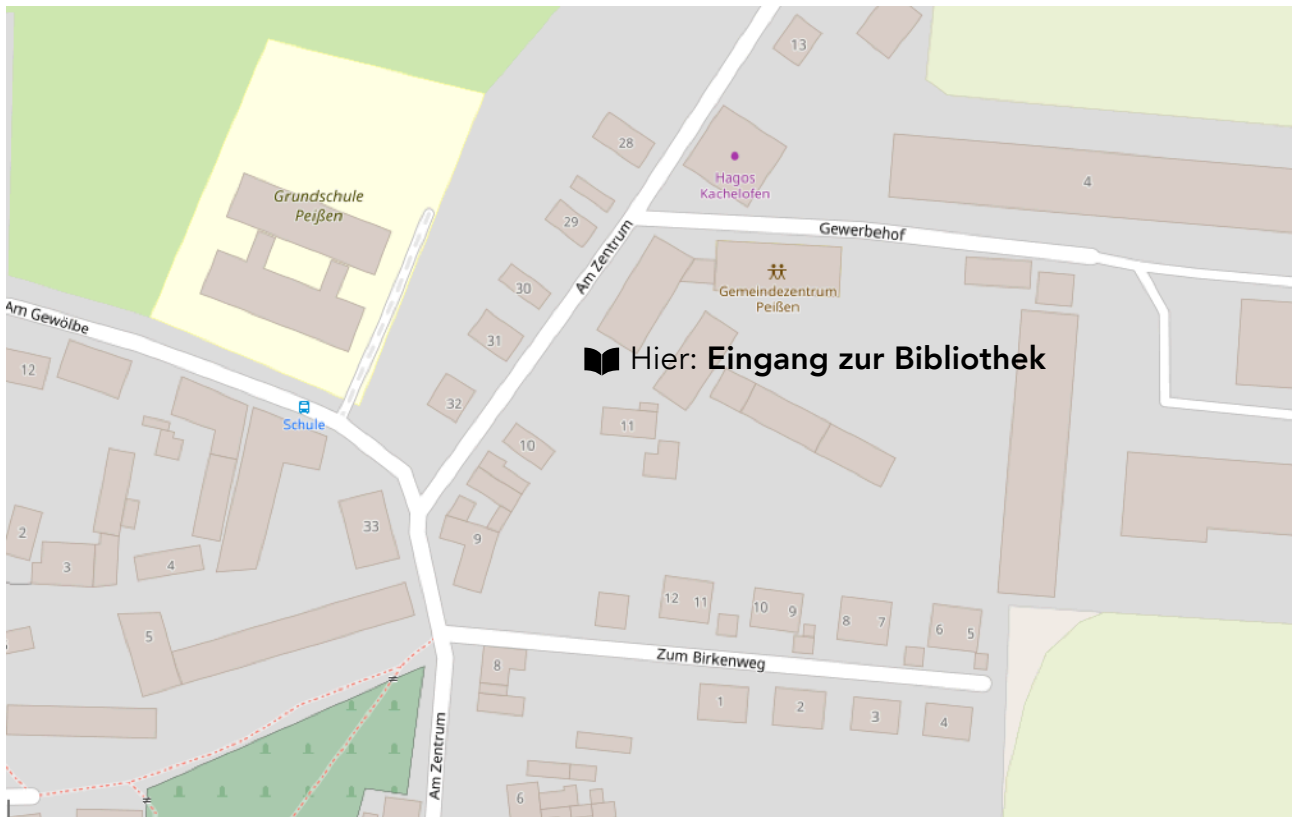 13
28
Hagos
Kachelofen
4
Grundschule
Peißen
29
Am Zentrum
Gewerbehof
30
Gemeindezentrum
Peißen
Am Gewölbe
31
Hier: Eingang zur Bibliothek
12
32
Schule
11
10
33
2
9
3
4
12
11
10
9
8
7
6
5
5
Zum Birkenweg
8
1
2
3
4
Am Zentrum
6